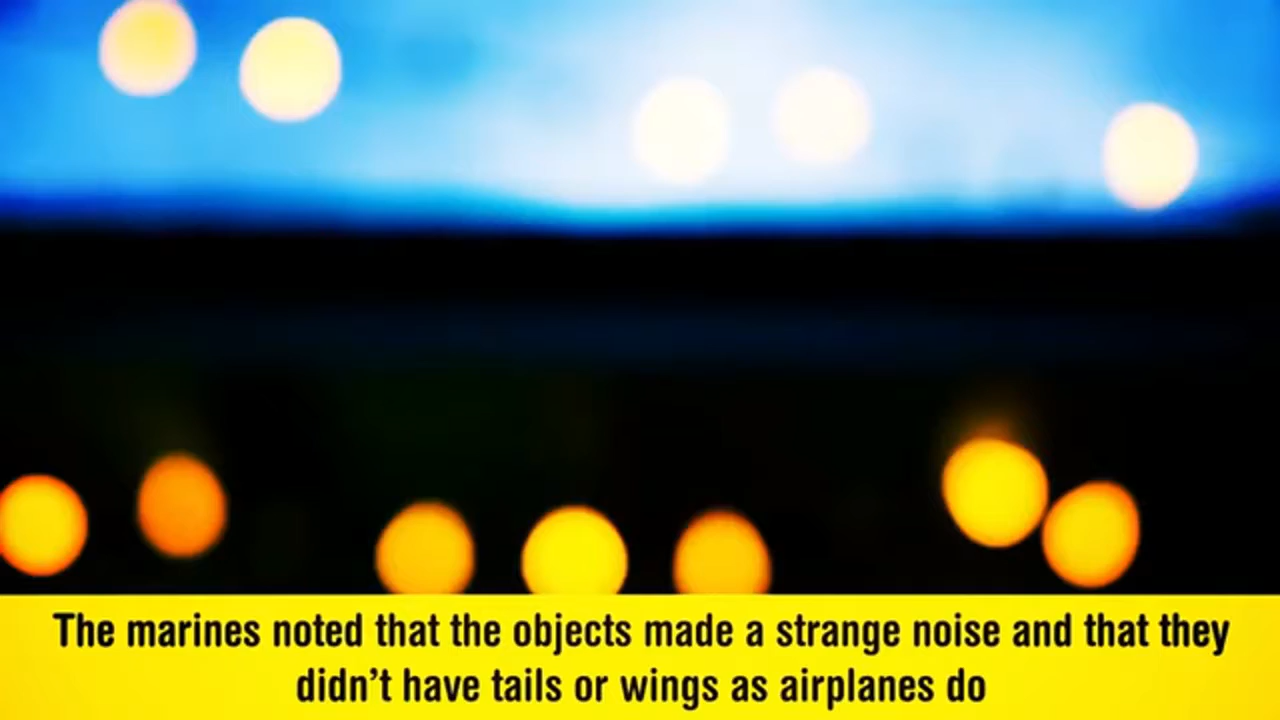 The marines noted that the objects made a strange noise and that they
didn’t have tails or wings as airplanes do